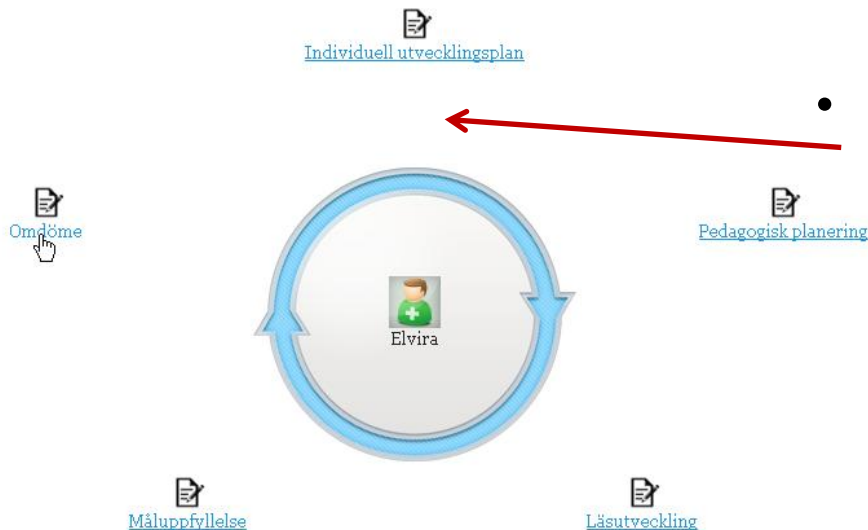 Individuell utvecklingsplan
Omdöme
Pedagogisk planering
Elvira
Måluppfyllelse
Läsutveckling